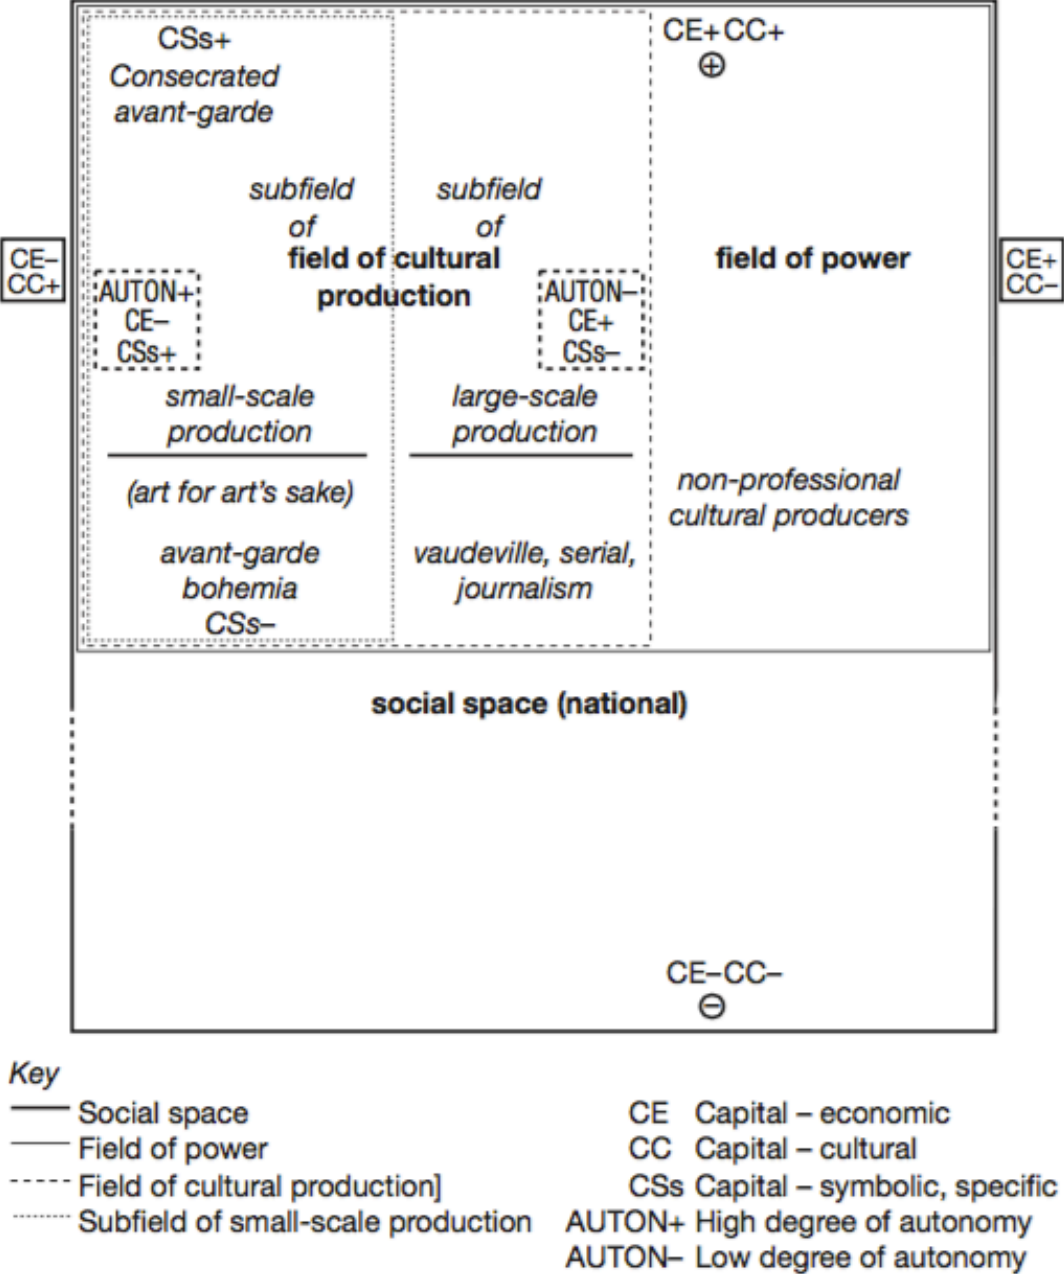 CSs+
Consecrated
avant-garde
CE+CC+
+
subfield
of
subfield
of
field of cultural
production
field of power
CE–
CC+
CE+
CC–
AUTON+
CE–
CSs+
AUTON–
CE+
CSs–
small-scale
production
large-scale
production
(art for art's sake)
avant-garde
bohemia
CSs–
vaudeville, serial,
journalism
non-professional
cultural producers
social space (national)
CE–CC–
–
Key
Social space
Field of power
Field of cultural production]
Subfield of small-scale production
CE Capital – economic
CC Capital – cultural
CSs Capital – symbolic, specific
AUTON+ High degree of autonomy
AUTON– Low degree of autonomy